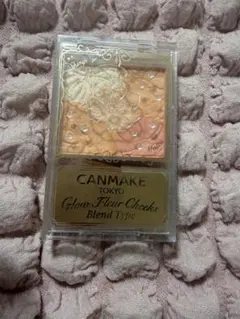 CANMAKE
TOKYO
Glow Fleur Cheeks
Blend Type